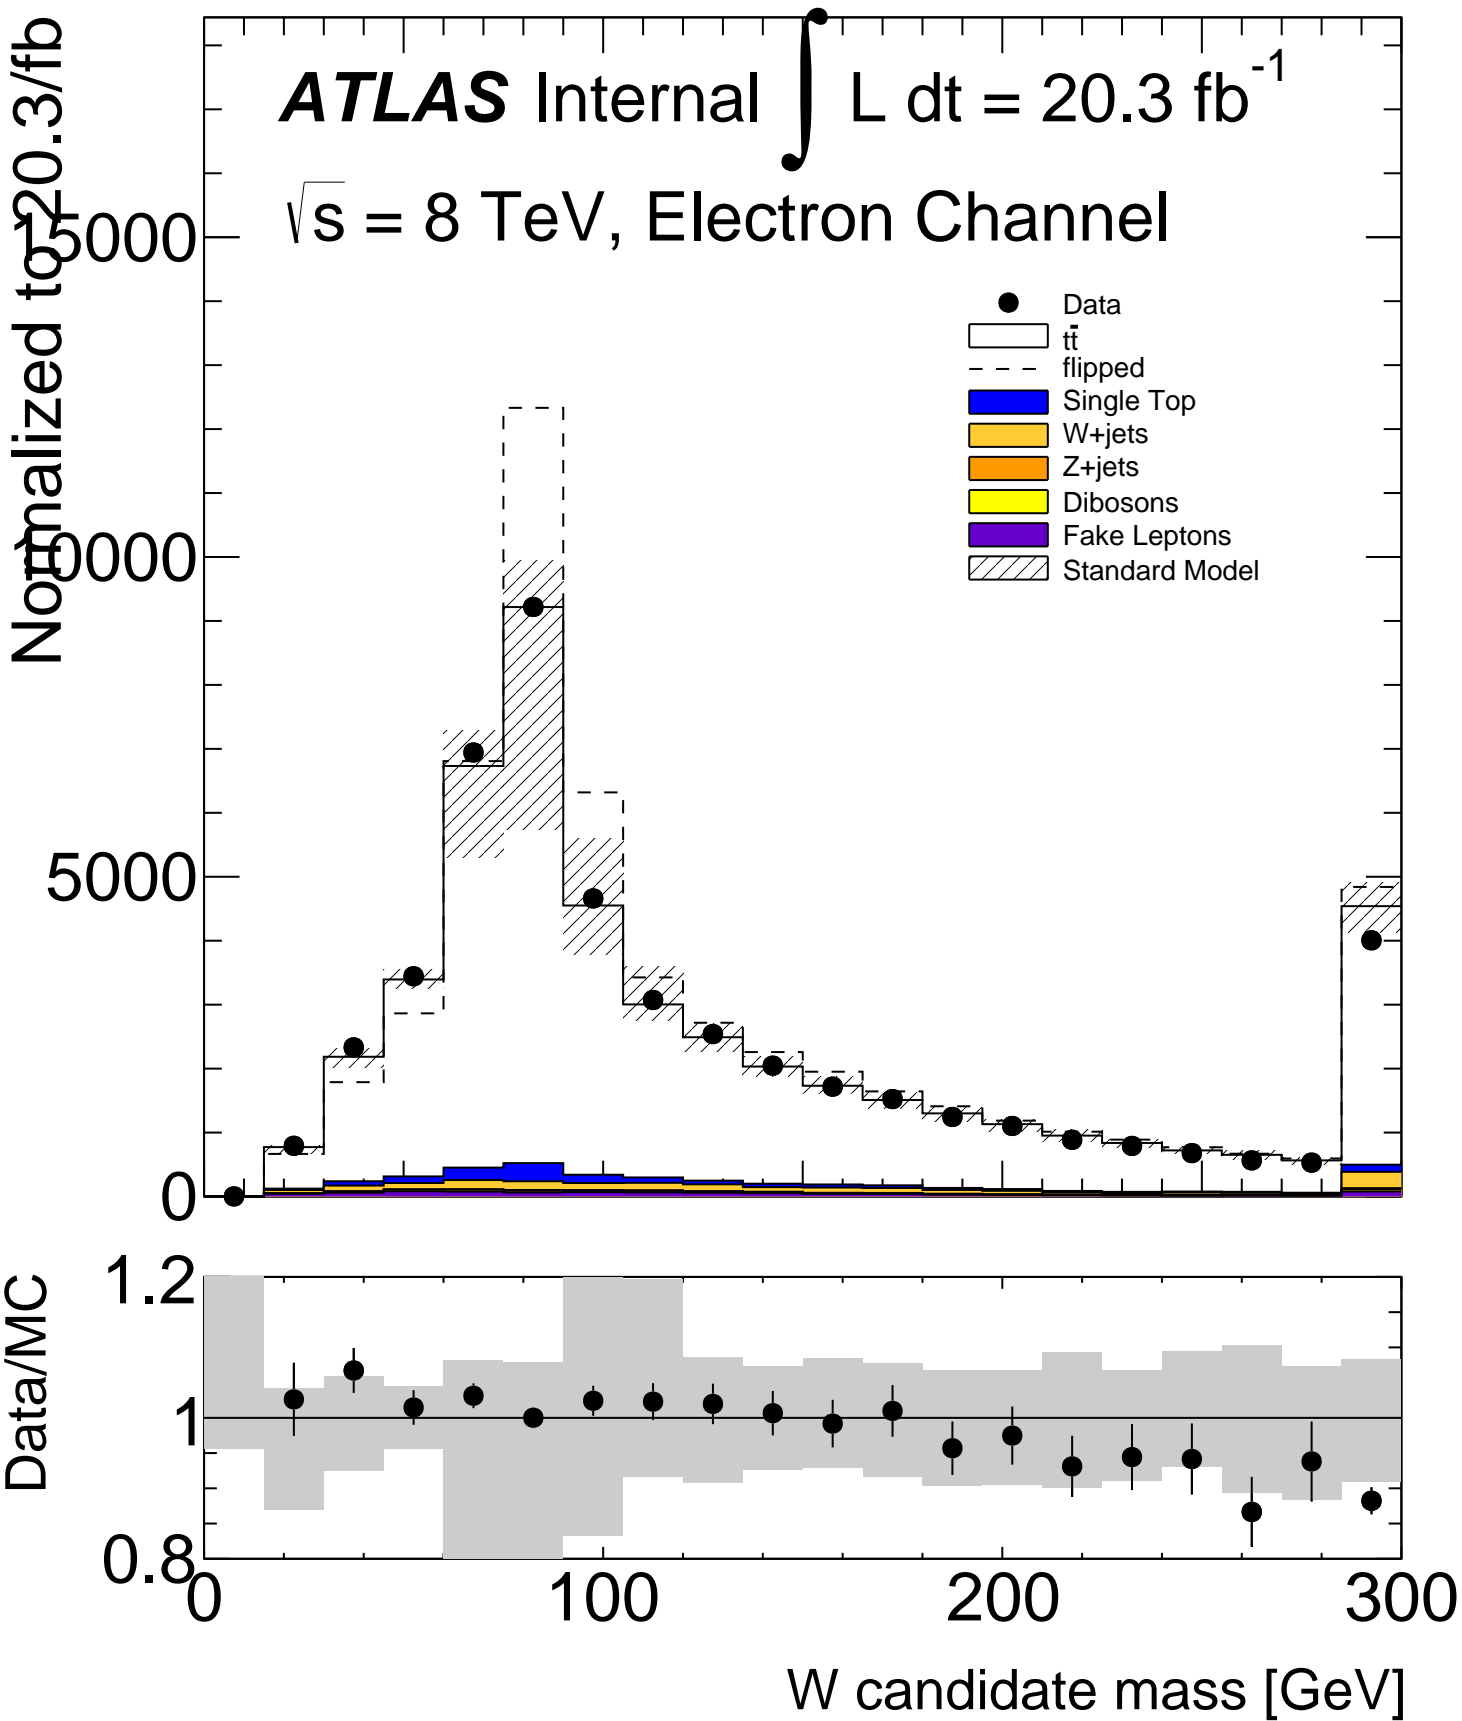 Normalized to 20.3/fb
ATLAS Internal ∫ L dt = 20.3 fb-1
√s = 8 TeV, Electron Channel
Data
tt̄
flipped
Single Top
W+jets
Z+jets
Dibosons
Fake Leptons
Standard Model
5000
0000
5000
0
Data/MC
1.2
1
0.8
0 100 200 300
W candidate mass [GeV]